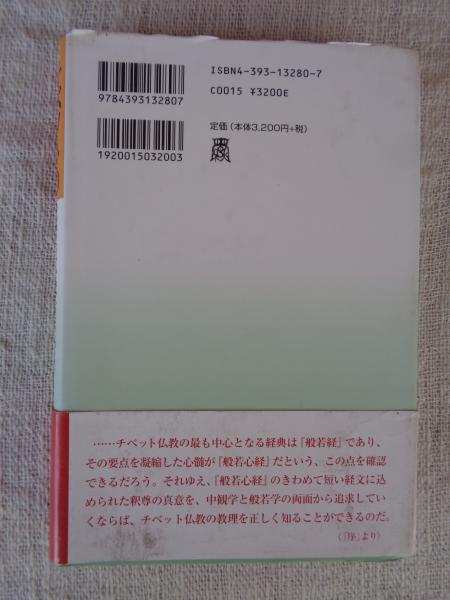 ISBN4-393-13280-7
C0015 ¥3200E
9784393132807
定価(本体3,200円+税)
1920015032003
……チベット仏教の最も中心となる経典は『般若経』であり、
その要点を凝縮した心髄が『般若心経』だという、この点を確認
できるだろう。それゆえ、『般若心経』のきわめて短い経文に込
められた釈尊の真意を、中観学と般若学の両面から追求してい
くならば、チベット仏教の教理を正しく知ることができるのだ。
(「序」より)